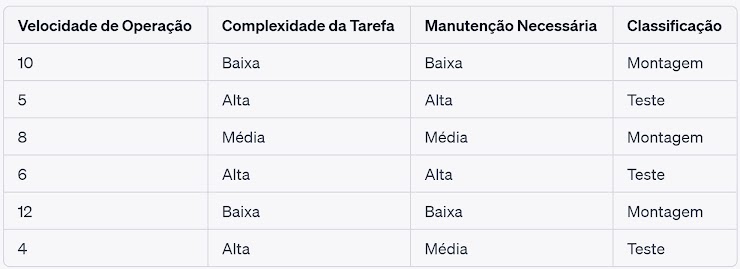 Velocidade de Operação Complexidade da Tarefa Manutenção Necessária Classificação
10 Baixa Baixa Montagem
5 Alta Alta Teste
8 Média Média Montagem
6 Alta Alta Teste
12 Baixa Baixa Montagem
4 Alta Média Teste